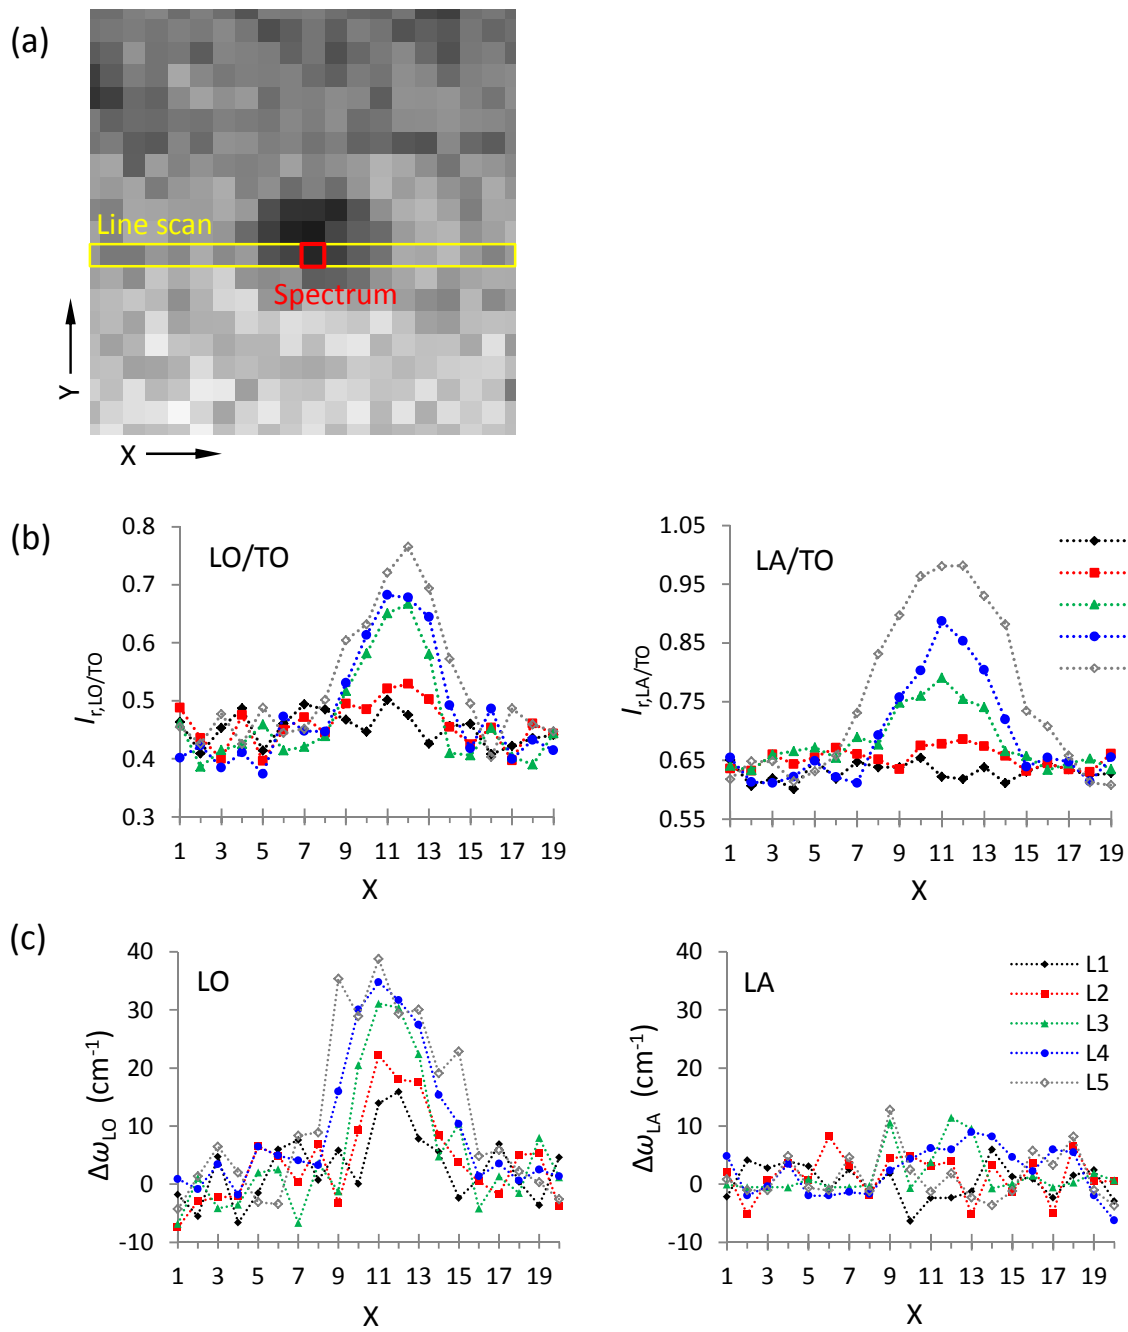 (a)
Line scan
Spectrum
Y
X
(b)
0.8
0.7
0.6
0.5
0.4
0.3
I r,LO/TO
LO/TO
1 3 5 7 9 11 13 15 17 19
X
1.05
0.95
0.85
0.75
0.65
0.55
I r,LA/TO
LA/TO
1 3 5 7 9 11 13 15 17 19
X
(c)
40
30
20
10
0
-10
Δω LO (cm-1)
LO
1 3 5 7 9 11 13 15 17 19
X
40
30
20
10
0
-10
Δω LA (cm-1)
LA
L1
L2
L3
L4
L5
1 3 5 7 9 11 13 15 17 19
X